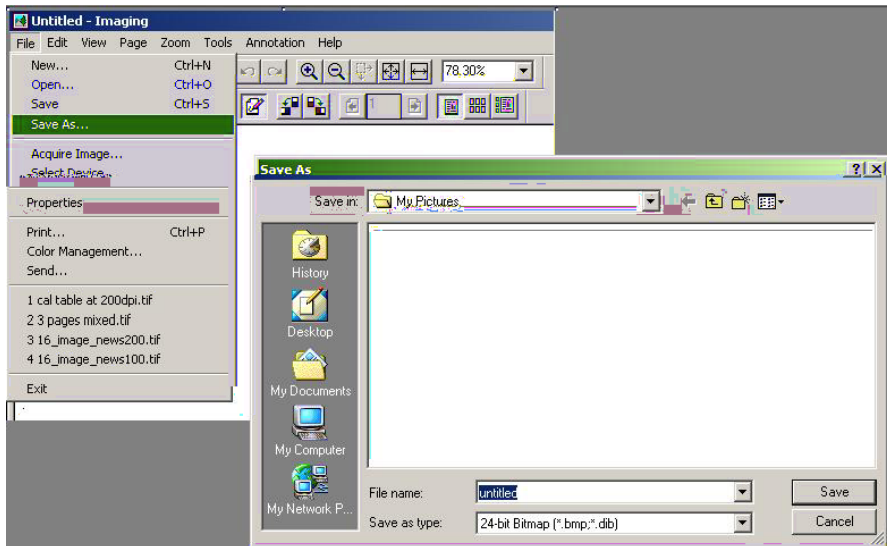 Untitled - Imaging
File Edit View Page Zoom Tools Annotation Help
New... Ctrl+N
Open... Ctrl+O
Save Ctrl+S
Save As...
Acquire Image...
Select Device...
Properties
Print... Ctrl+P
Color Management...
Send...
1 cal table at 200dpi.tif
2 3 pages mixed.tif
3 16_image_news200.tif
4 16_image_news100.tif
Exit
78.30%
1
Save As
Save in: My Pictures
History
Desktop
My Documents
My Computer
My Network P...
File name: untitled Save
Save as type: 24-bit Bitmap (*.bmp;*.dib) Cancel